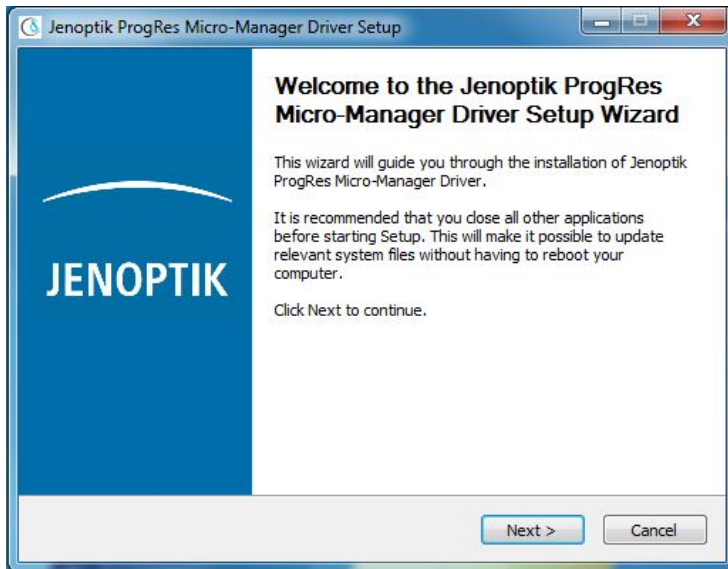 Jenoptik ProgRes Micro-Manager Driver Setup
Welcome to the Jenoptik ProgRes
Micro-Manager Driver Setup Wizard
This wizard will guide you through the installation of Jenoptik
ProgRes Micro-Manager Driver.
It is recommended that you close all other applications
before starting Setup. This will make it possible to update
relevant system files without having to reboot your
computer.
Click Next to continue.
JENOPTIK
Next >
Cancel